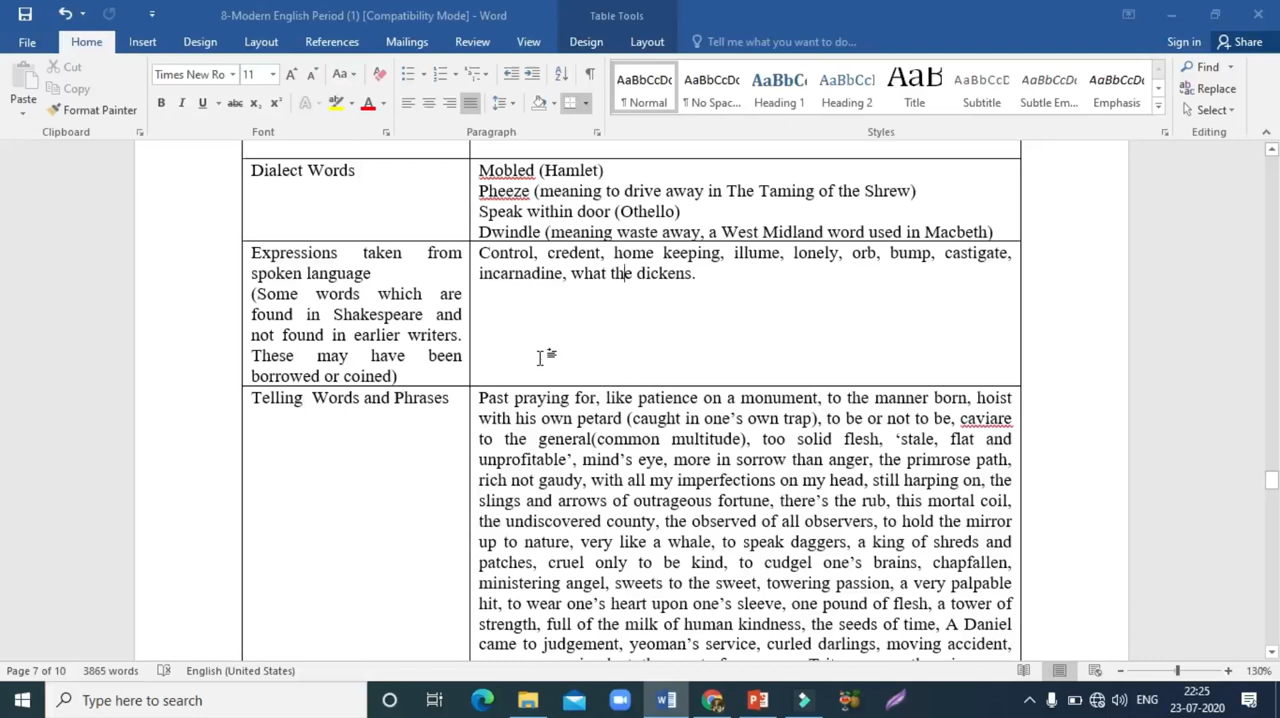 8-Modern English Period (1) [Compatibility Mode] - Word
Table Tools
File
Home
Insert
Design
Layout
References
Mailings
Review
View
Design
Layout
Tell me what you want to do...
Sign in
Share
Paste
Cut
Copy
Format Painter
Times New Ro
11
Aa
B I U abc x₂ x²
A
A
Clipboard
Font
Paragraph
Styles
Editing
AaBbCcDc
¶ Normal
AaBbCcDc
¶ No Spac...
AaBbC
Heading 1
AaBbCcl
Heading 2
AaB
Title
AaBbCcDc
Subtitle
AaBbCcDc
Subtle Em...
AaBbCcDc
Emphasis
Find
Replace
Select
Dialect Words
Mobled (Hamlet)
Pheeze (meaning to drive away in The Taming of the Shrew)
Speak within door (Othello)
Dwindle (meaning waste away, a West Midland word used in Macbeth)
Expressions taken from
spoken language
(Some words which are
found in Shakespeare and
not found in earlier writers.
These may have been
borrowed or coined)
Control, credent, home keeping, illume, lonely, orb, bump, castigate,
incarnadine, what the dickens.
Telling Words and Phrases
Past praying for, like patience on a monument, to the manner born, hoist
with his own petard (caught in one’s own trap), to be or not to be, caviare
to the general(common multitude), too solid flesh, ‘stale, flat and
unprofitable’, mind’s eye, more in sorrow than anger, the primrose path,
rich not gaudy, with all my imperfections on my head, still harping on, the
slings and arrows of outrageous fortune, there’s the rub, this mortal coil,
the undiscovered county, the observed of all observers, to hold the mirror
up to nature, very like a whale, to speak daggers, a king of shreds and
patches, cruel only to be kind, to cudgel one’s brains, chapfallen,
ministering angel, sweets to the sweet, towering passion, a very palpable
hit, to wear one’s heart upon one’s sleeve, one pound of flesh, a tower of
strength, full of the milk of human kindness, the seeds of time, A Daniel
came to judgement, yeoman’s service, curled darlings, moving accident,
Page 7 of 10
3865 words
English (United States)
130%
Type here to search
ENG
22:25
23-07-2020